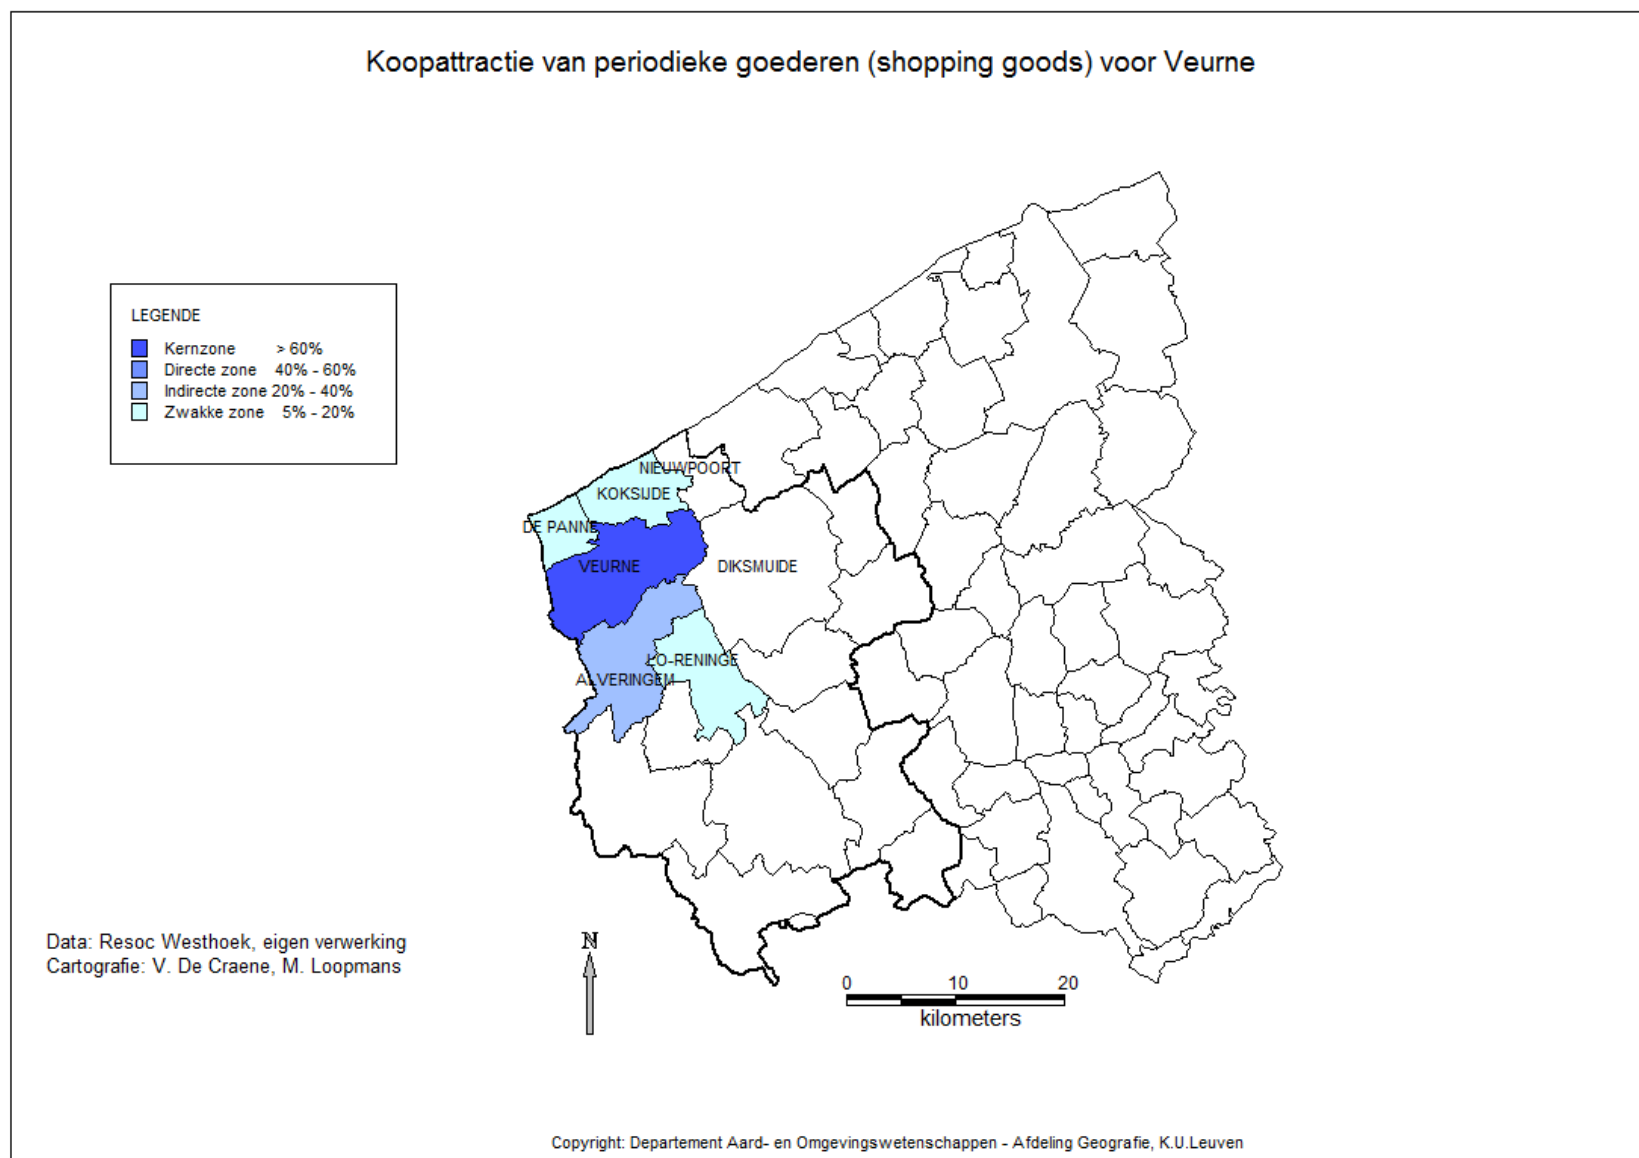 Koopattractie van periodieke goederen (shopping goods) voor Veurne
LEGENDE
Kernzone > 60%
Directe zone 40% - 60%
Indirecte zone 20% - 40%
Zwakke zone 5% - 20%
NIEUWPOORT
KOKSIJDE
DE PANNE
VEURNE
DIKSMUIDE
LO-RENINGE
ALVERINGEM
Data: Resoc Westhoek, eigen verwerking
Cartografie: V. De Craene, M. Loopmans
N
0 10 20
kilometers
Copyright: Departement Aard- en Omgevingswetenschappen - Afdeling Geografie, K.U.Leuven